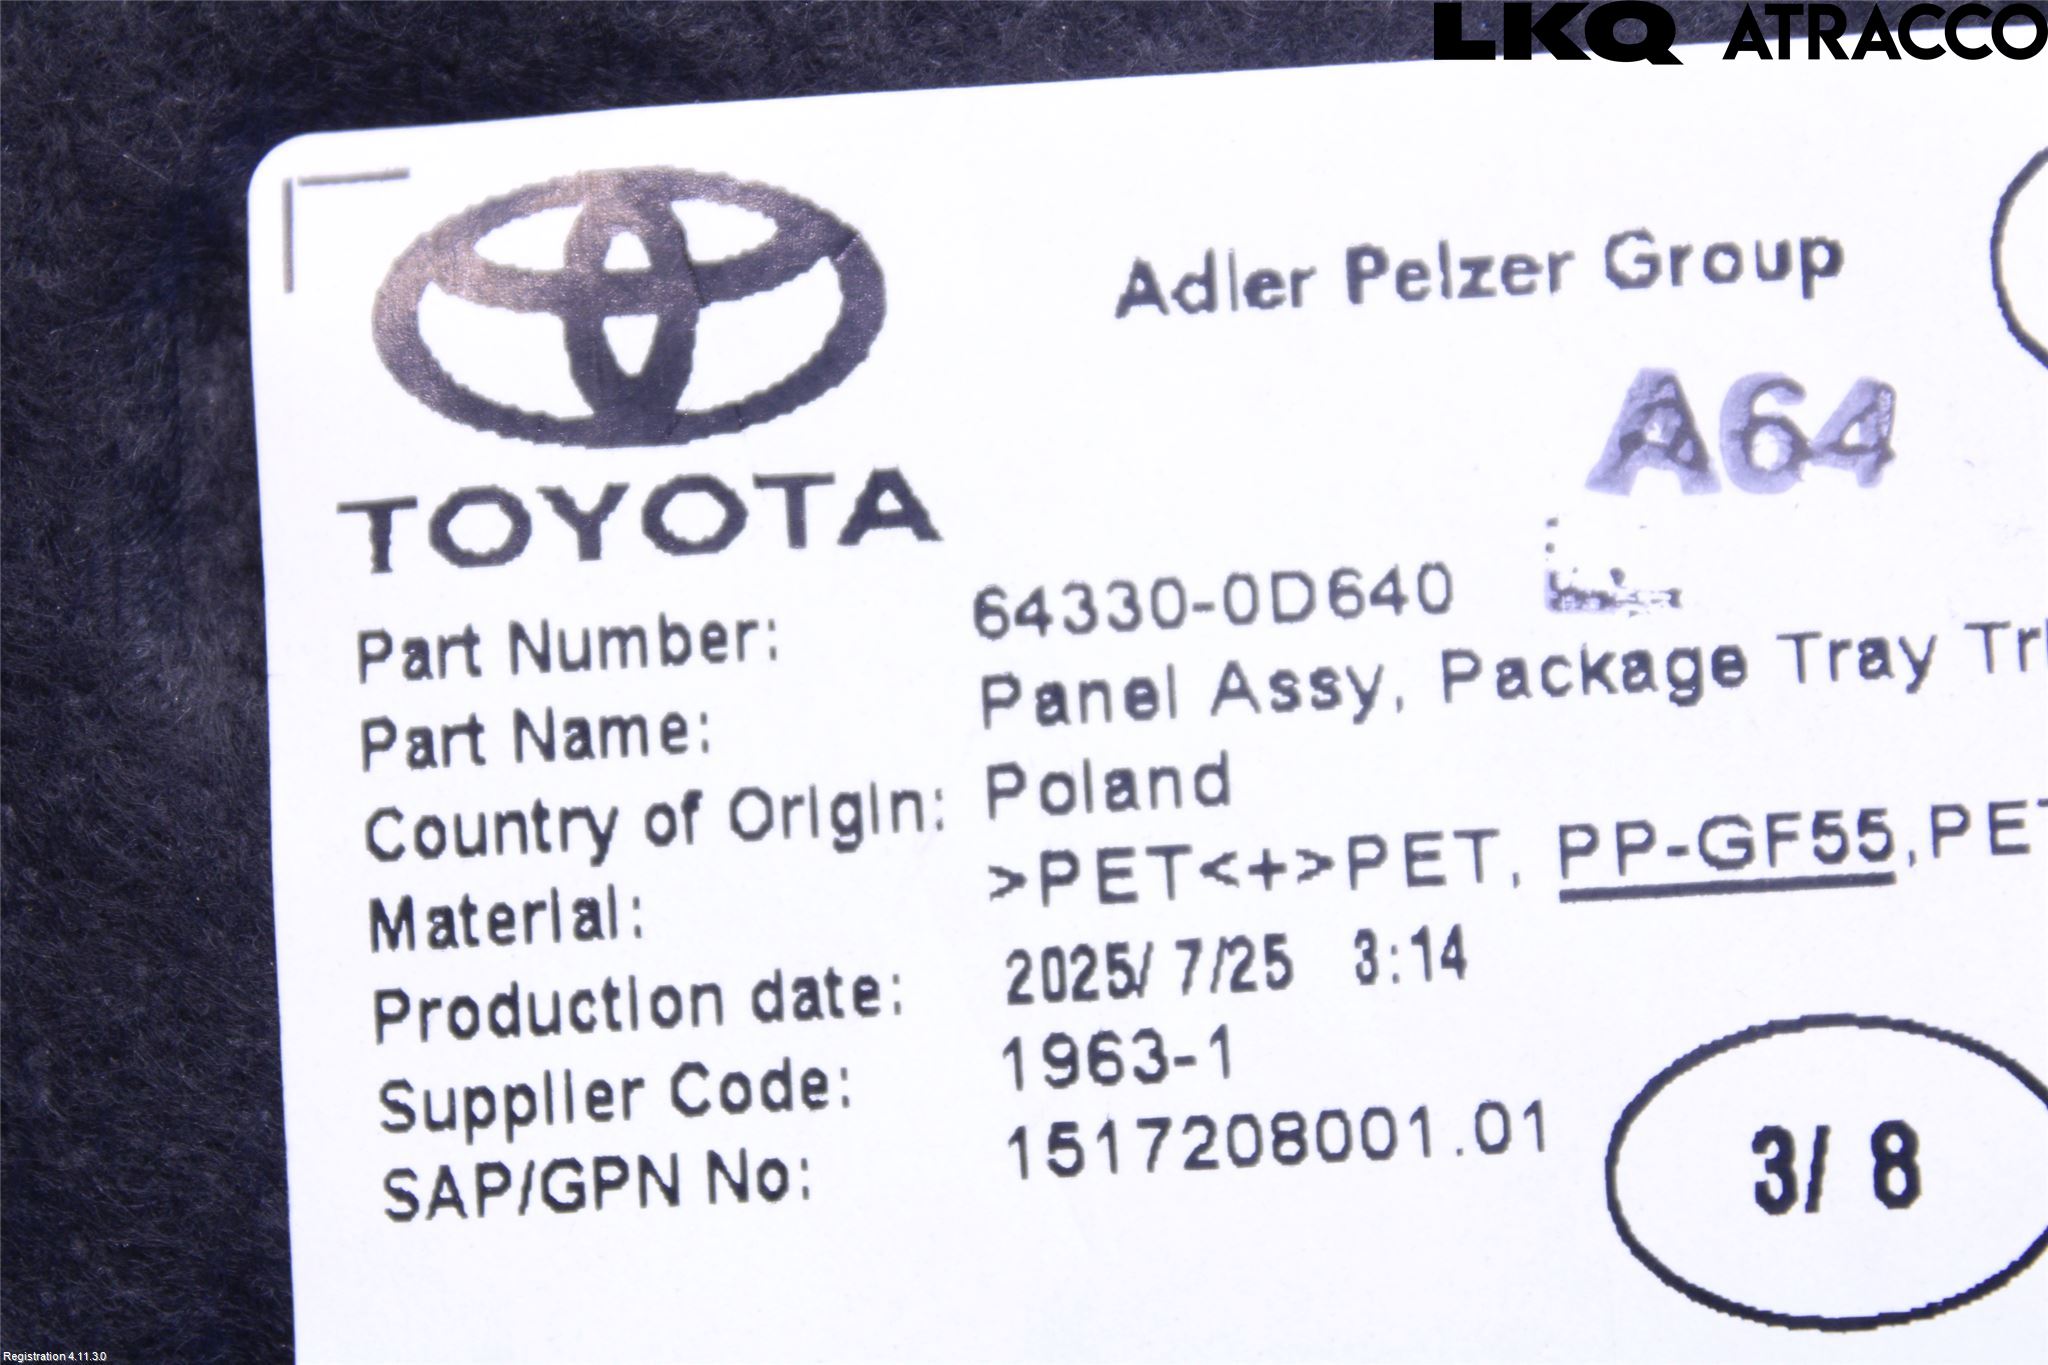 LKQ ATRACCO
Adler Pelzer Group
A64
TOYOTA
Part Number: 64330-0D640
Part Name: Panel Assy, Package Tray
Country of Origin: Poland
Material: >PET<+>PET, PP-GF55,PET
Production date: 2025/ 7/25 3:14
Supplier Code: 1963-1
SAP/GPN No: 1517208001.01
3/ 8
Registration 4.11.3.0